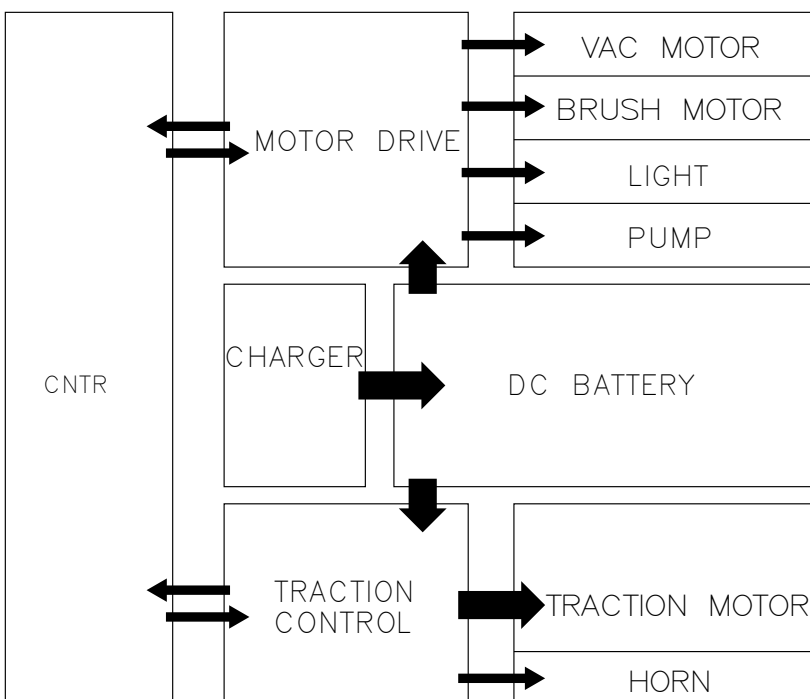 VAC MOTOR
BRUSH MOTOR
MOTOR DRIVE
LIGHT
PUMP
CHARGER
CNTR
DC BATTERY
TRACTION
CONTROL
TRACTION MOTOR
HORN